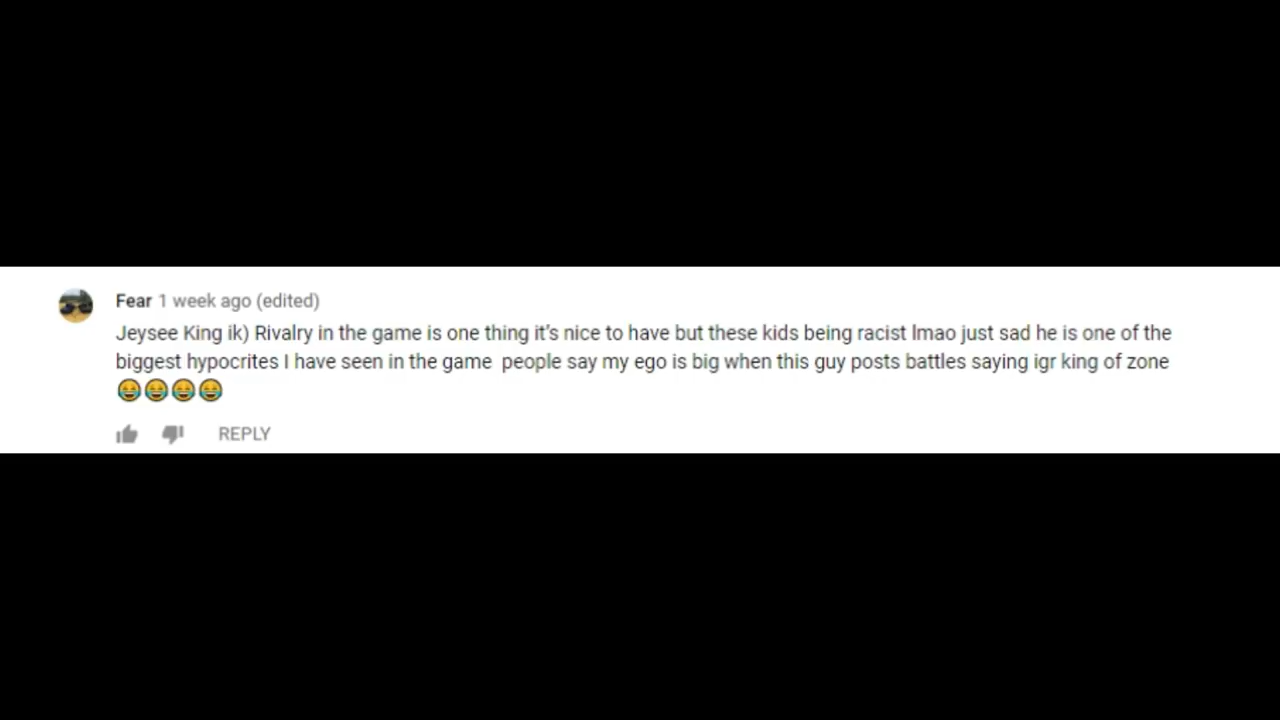 Fear 1 week ago (edited)
Jeysee King ik) Rivalry in the game is one thing it’s nice to have but these kids being racist lmao just sad he is one of the
biggest hypocrites I have seen in the game  people say my ego is big when this guy posts battles saying igr king of zone
😂😂😂😂
REPLY